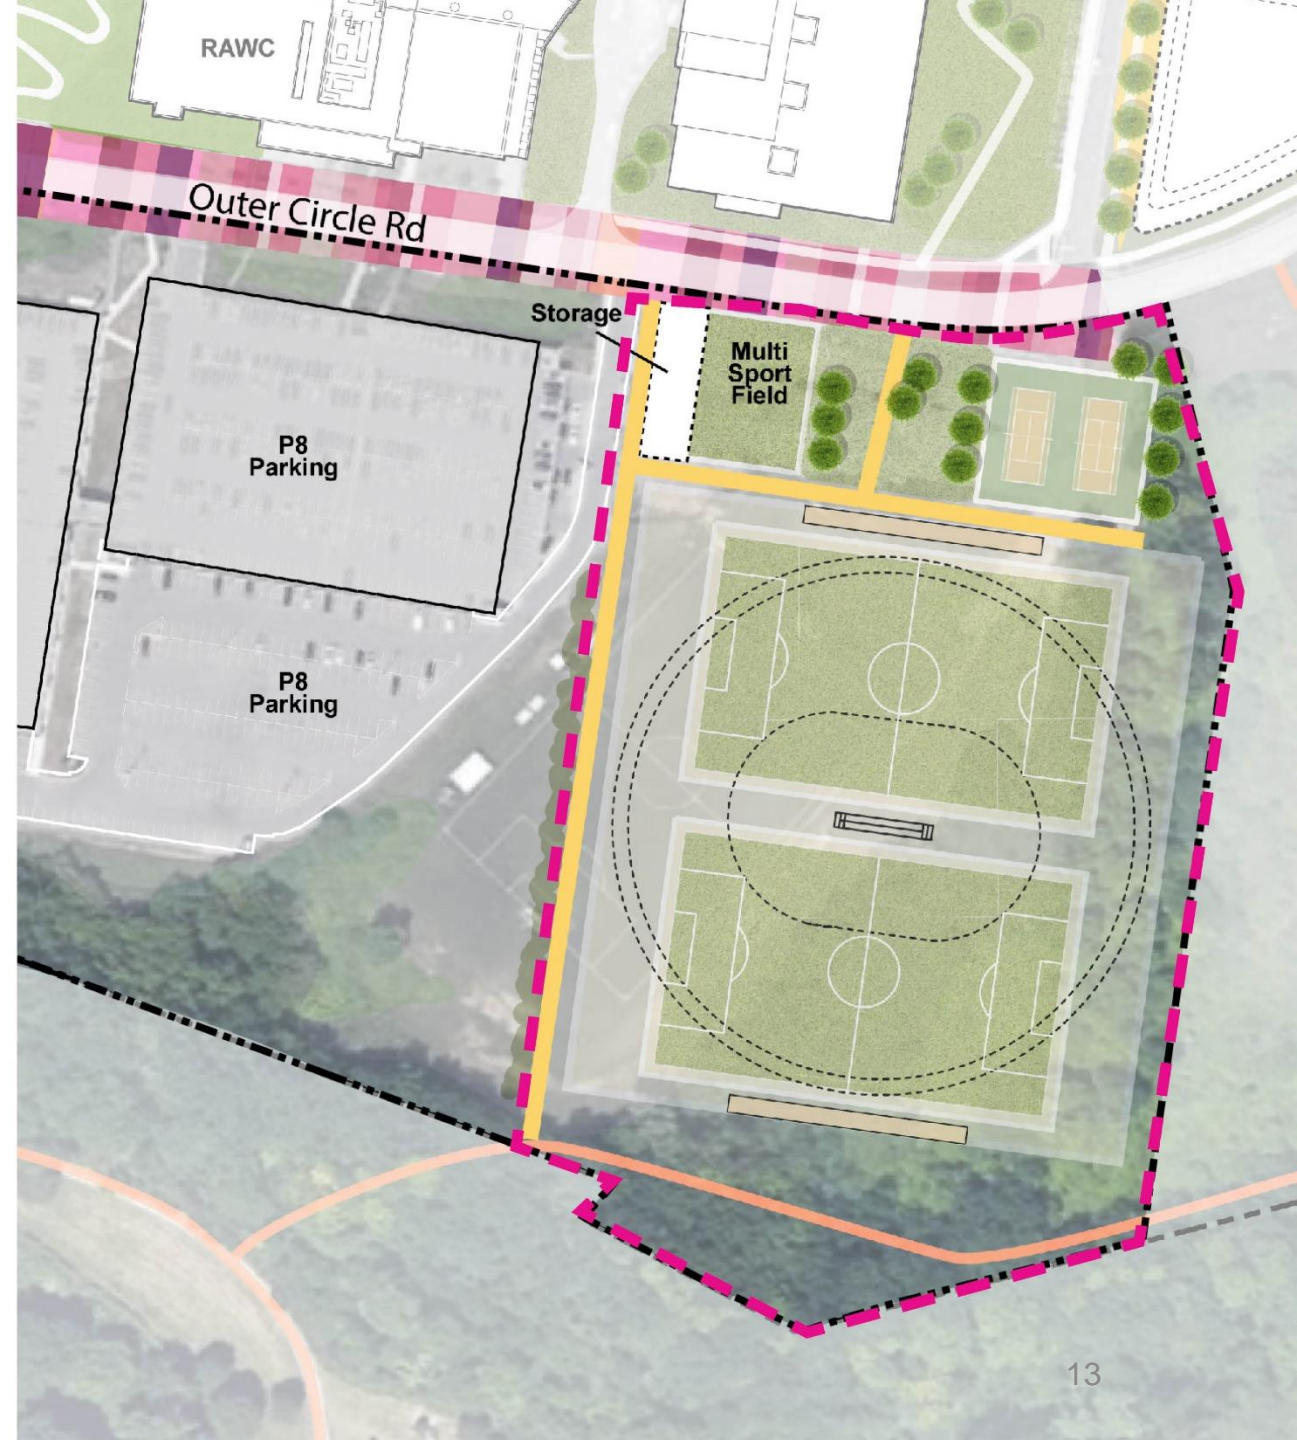 RAWC
Outer Circle Rd
Storage
Multi
Sport
Field
P8
Parking
P8
Parking
13